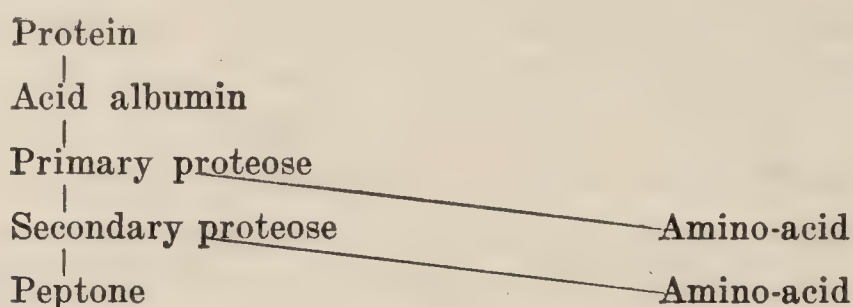 Protein
Acid albumin
Primary proteose
Secondary proteose Amino-acid
Peptone Amino-acid